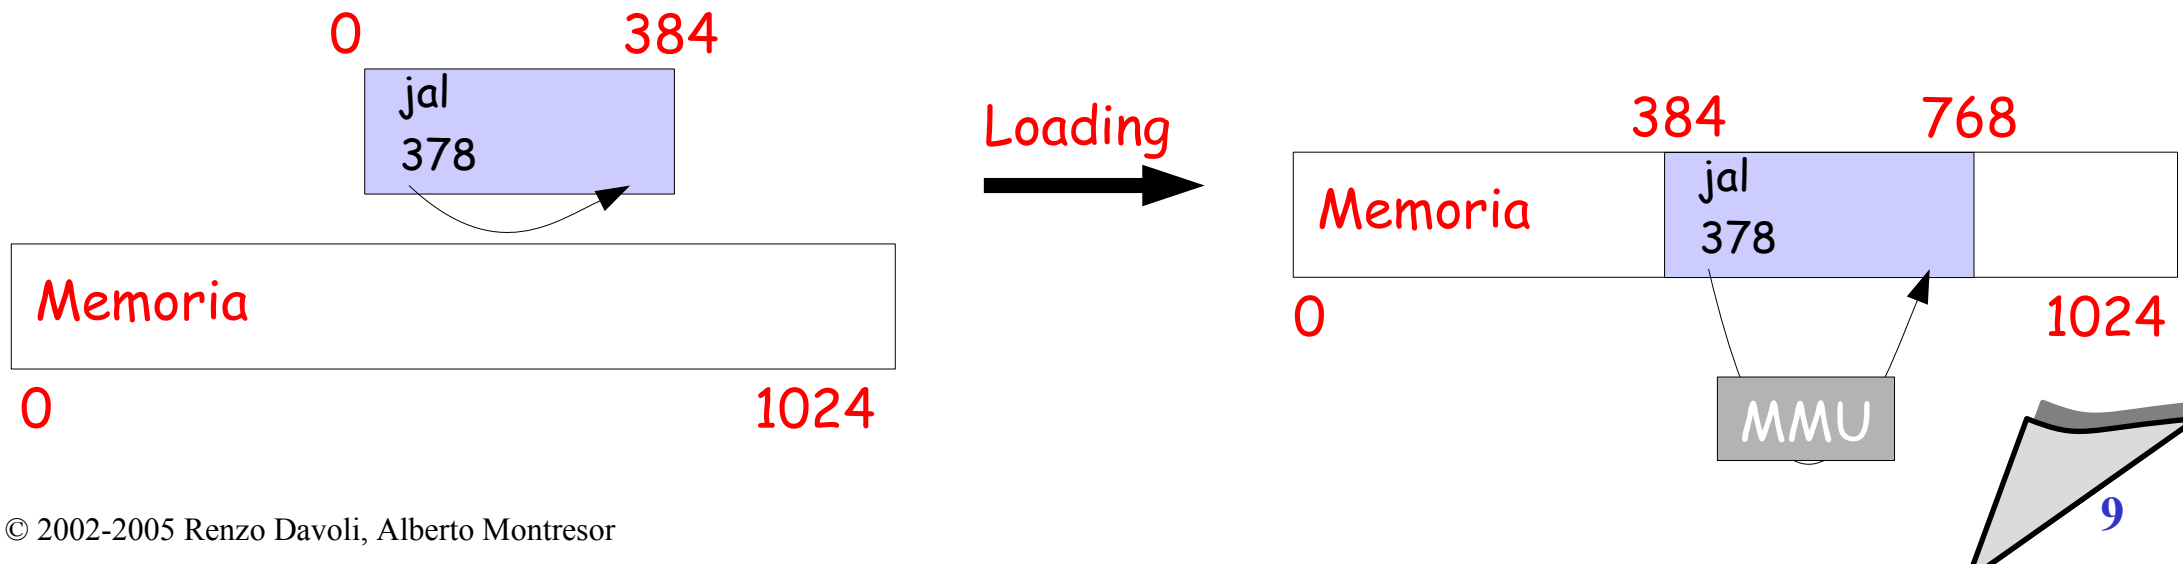 0 384
jal
378
Memoria
0 1024
Loading
384 768
Memoria
jal
378
0 1024
MMU
© 2002-2005 Renzo Davoli, Alberto Montresor
9